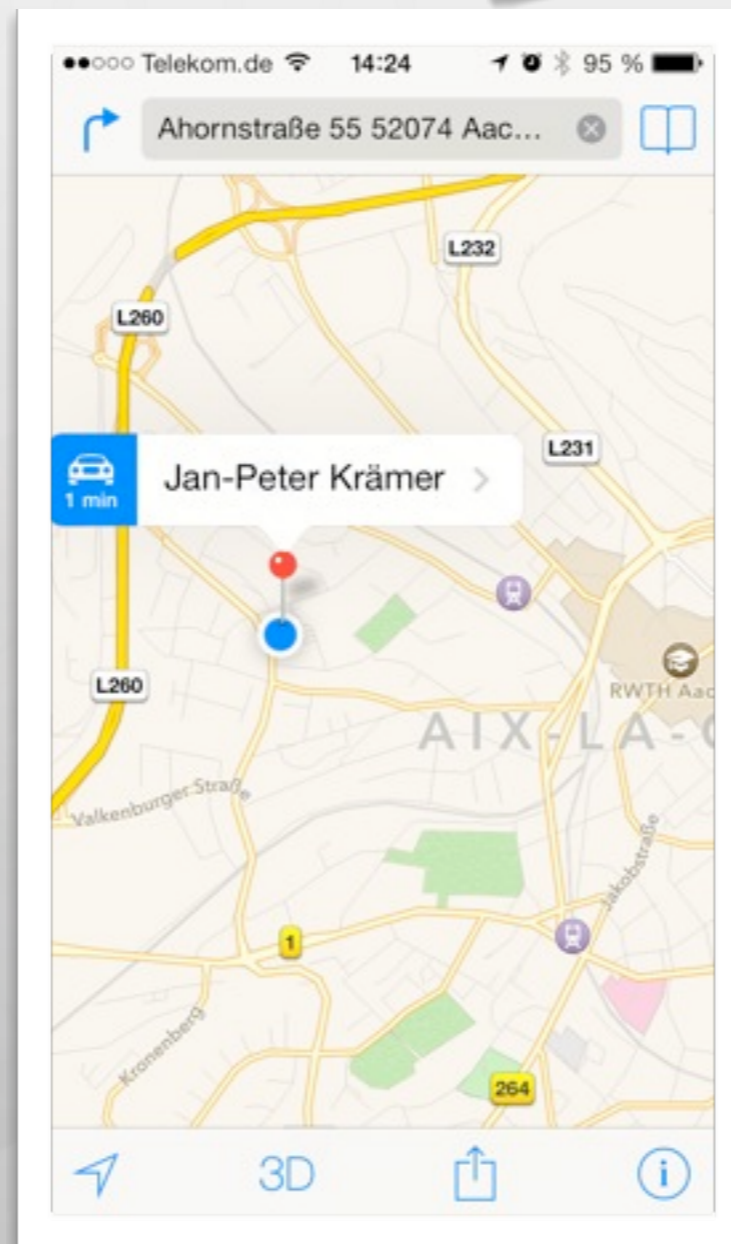 Telekom.de 14:24 95 %
Ahornstraße 55 52074 Aac...
L232
L260
L231
Jan-Peter Krämer
1 min
L260
RWTH Aac
AIX-LA-C
Valkenburger Straße
Jakobstraße
1
Kronenberg
264
3D
i